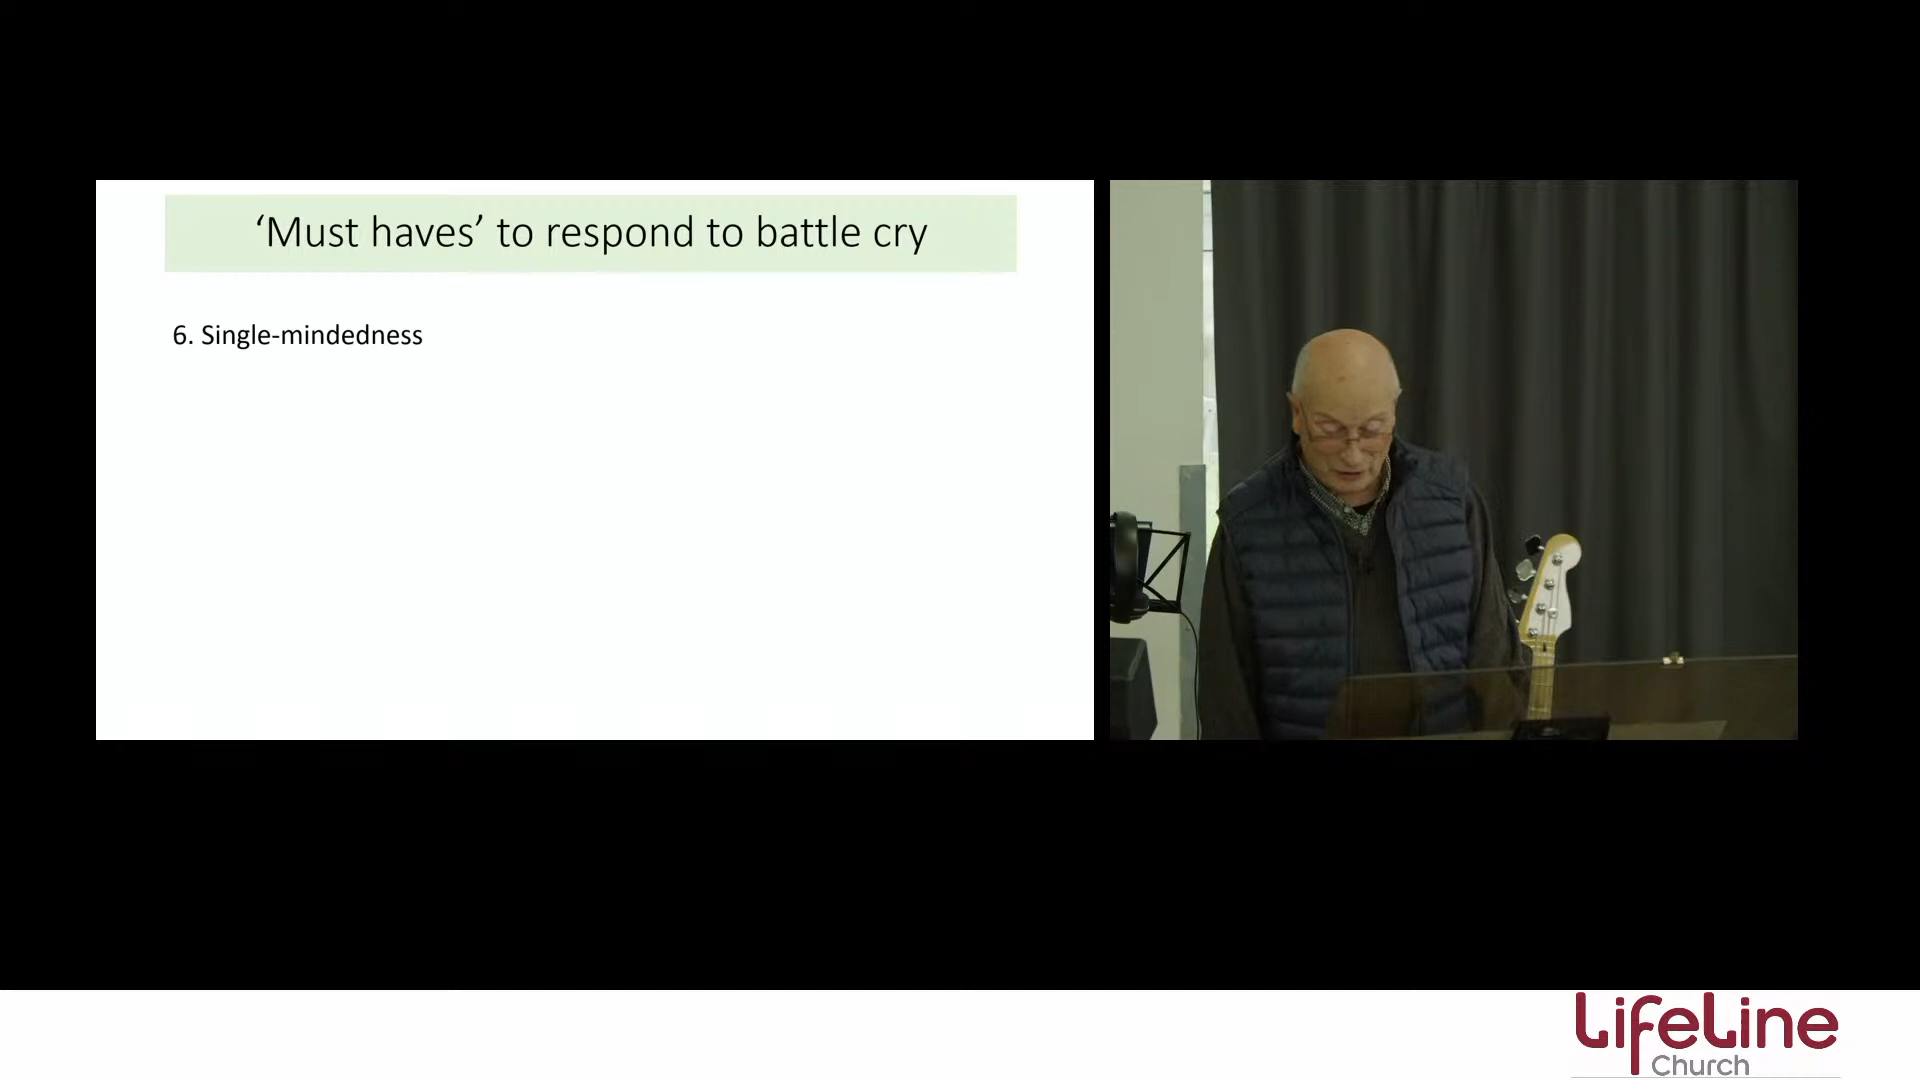 ‘Must haves’ to respond to battle cry
6. Single-mindedness
LifeLine
Church